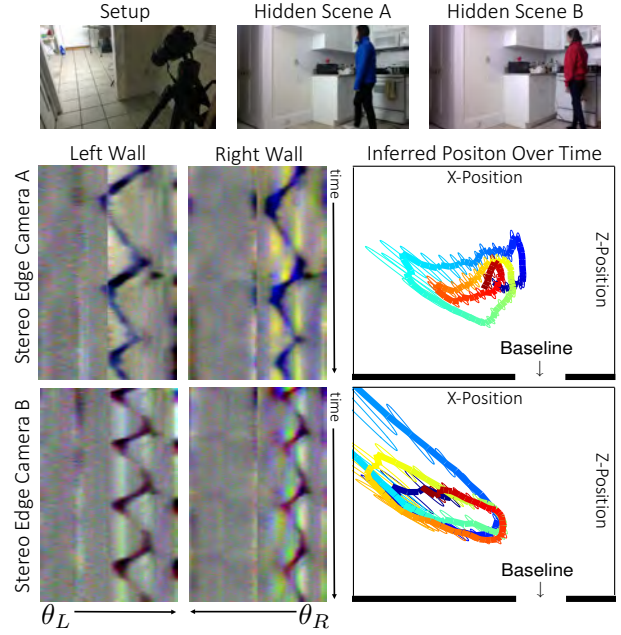 Setup
Hidden Scene A
Hidden Scene B
Left Wall
Right Wall
Inferred Positon Over Time
Stereo Edge Camera A
time
X-Position
Z-Position
Baseline
Stereo Edge Camera B
time
X-Position
Z-Position
Baseline
θL
θR